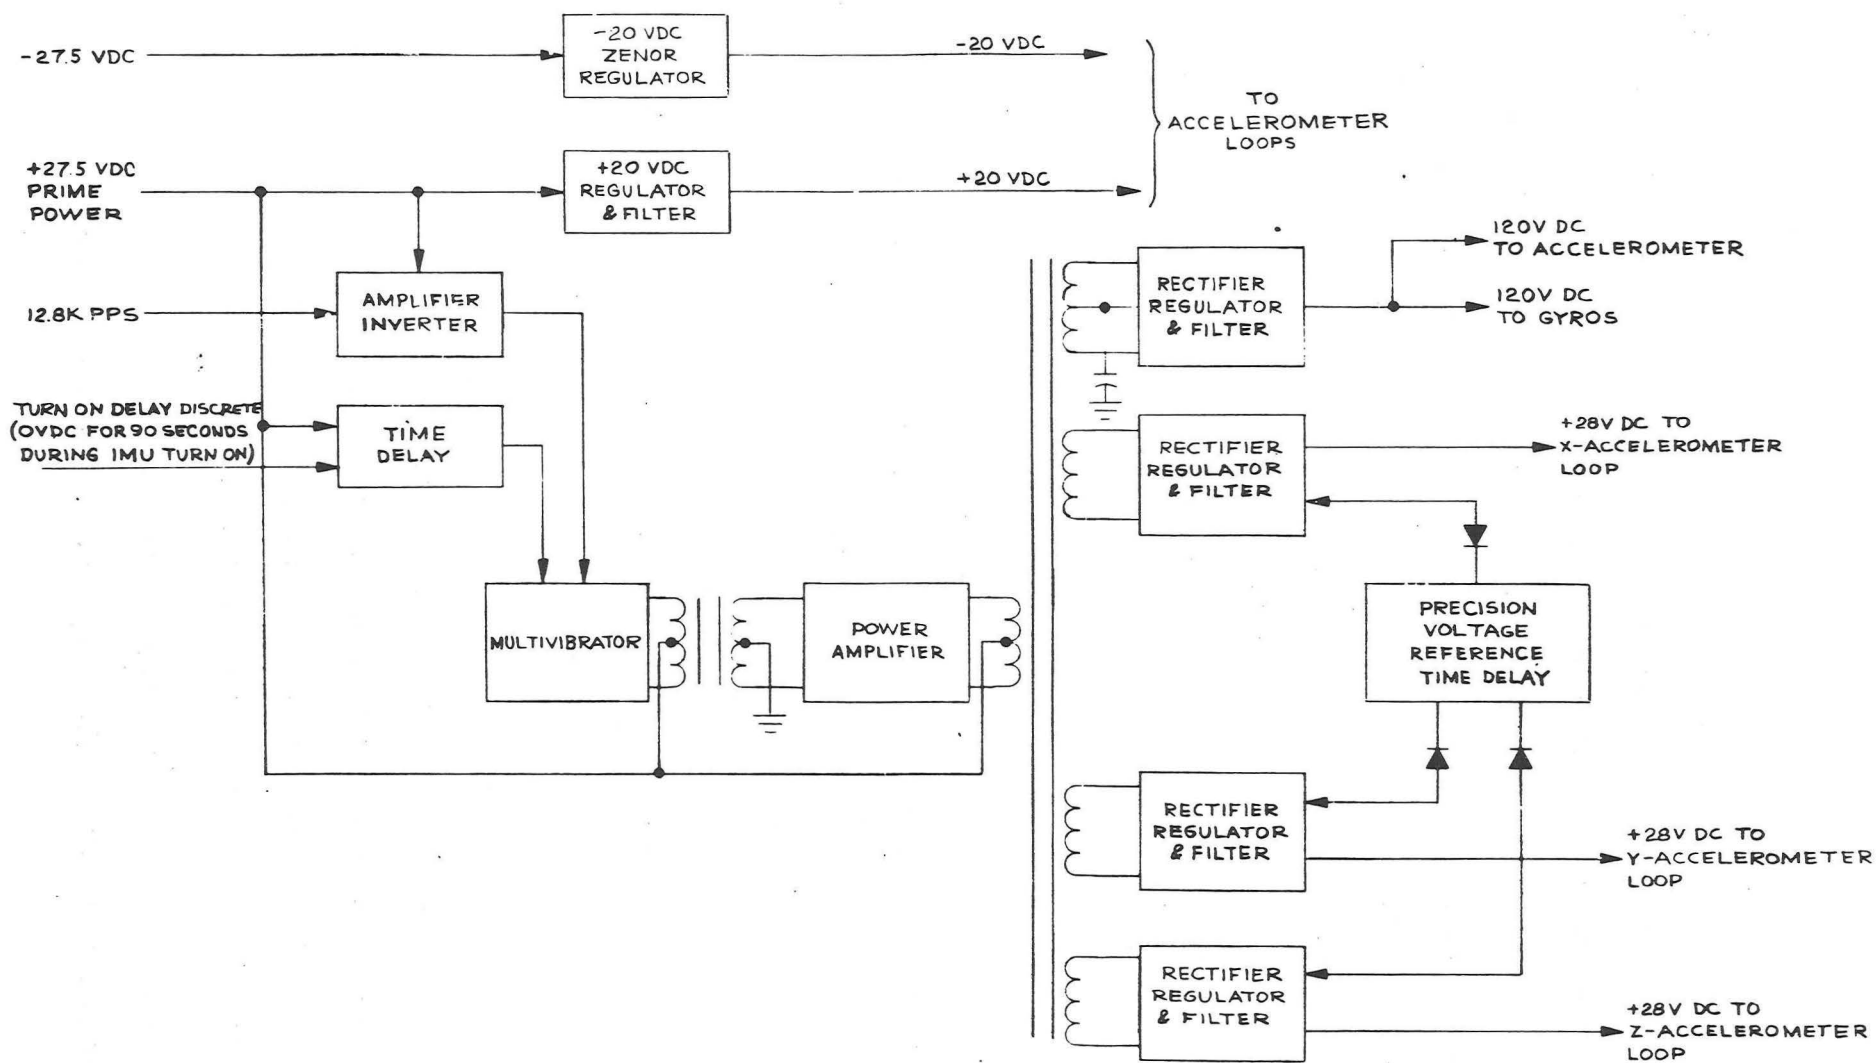 -27.5 VDC
-20 VDC
ZENOR
REGULATOR
-20 VDC
TO
ACCELEROMETER
LOOPS
+27.5 VDC
PRIME
POWER
+20 VDC
REGULATOR
& FILTER
+20 VDC
12.8K PPS
AMPLIFIER
INVERTER
RECTIFIER
REGULATOR
& FILTER
120V DC
TO ACCELEROMETER
120V DC
TO GYROS
TURN ON DELAY DISCRETE
(0VDC FOR 90 SECONDS
DURING IMU TURN ON)
TIME
DELAY
RECTIFIER
REGULATOR
& FILTER
+28V DC TO
X-ACCELEROMETER
LOOP
MULTIVIBRATOR
POWER
AMPLIFIER
PRECISION
VOLTAGE
REFERENCE
TIME DELAY
RECTIFIER
REGULATOR
& FILTER
+28V DC TO
Y-ACCELEROMETER
LOOP
RECTIFIER
REGULATOR
& FILTER
+28V DC TO
Z-ACCELEROMETER
LOOP